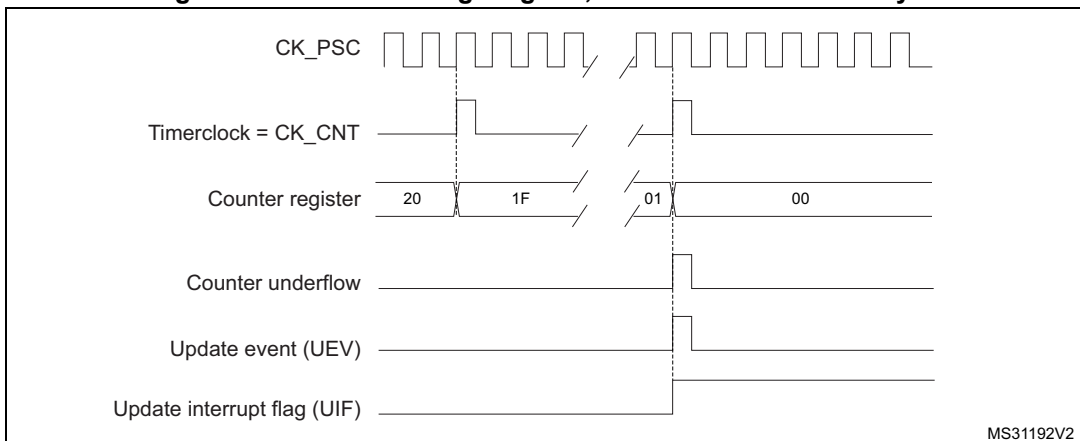 CK_PSC
Timerclock = CK_CNT
Counter register 20 1F 01 00
Counter underflow
Update event (UEV)
Update interrupt flag (UIF)
MS31192V2